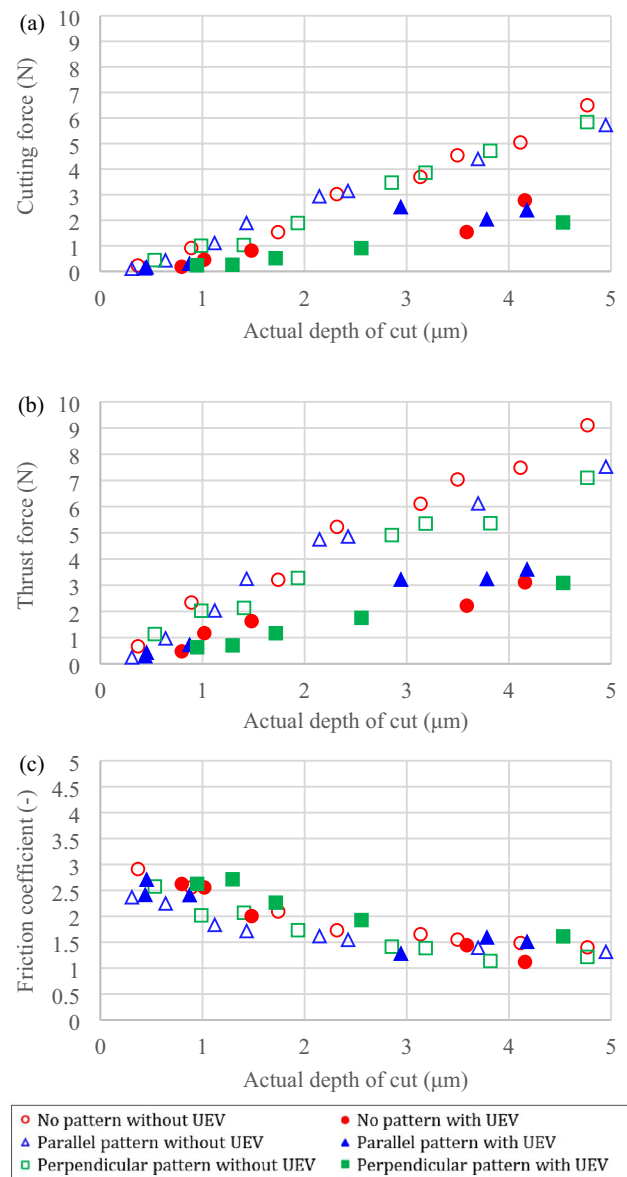 (a)
10
9
8
7
6
5
4
3
2
1
0
Cutting force (N)
0 1 2 3 4 5
Actual depth of cut (μm)
(b)
10
9
8
7
6
5
4
3
2
1
0
Thrust force (N)
0 1 2 3 4 5
Actual depth of cut (μm)
(c)
5
4.5
4
3.5
3
2.5
2
1.5
1
0.5
0
Friction coefficient (-)
0 1 2 3 4 5
Actual depth of cut (μm)
No pattern without UEV No pattern with UEV
Parallel pattern without UEV Parallel pattern with UEV
Perpendicular pattern without UEV Perpendicular pattern with UEV